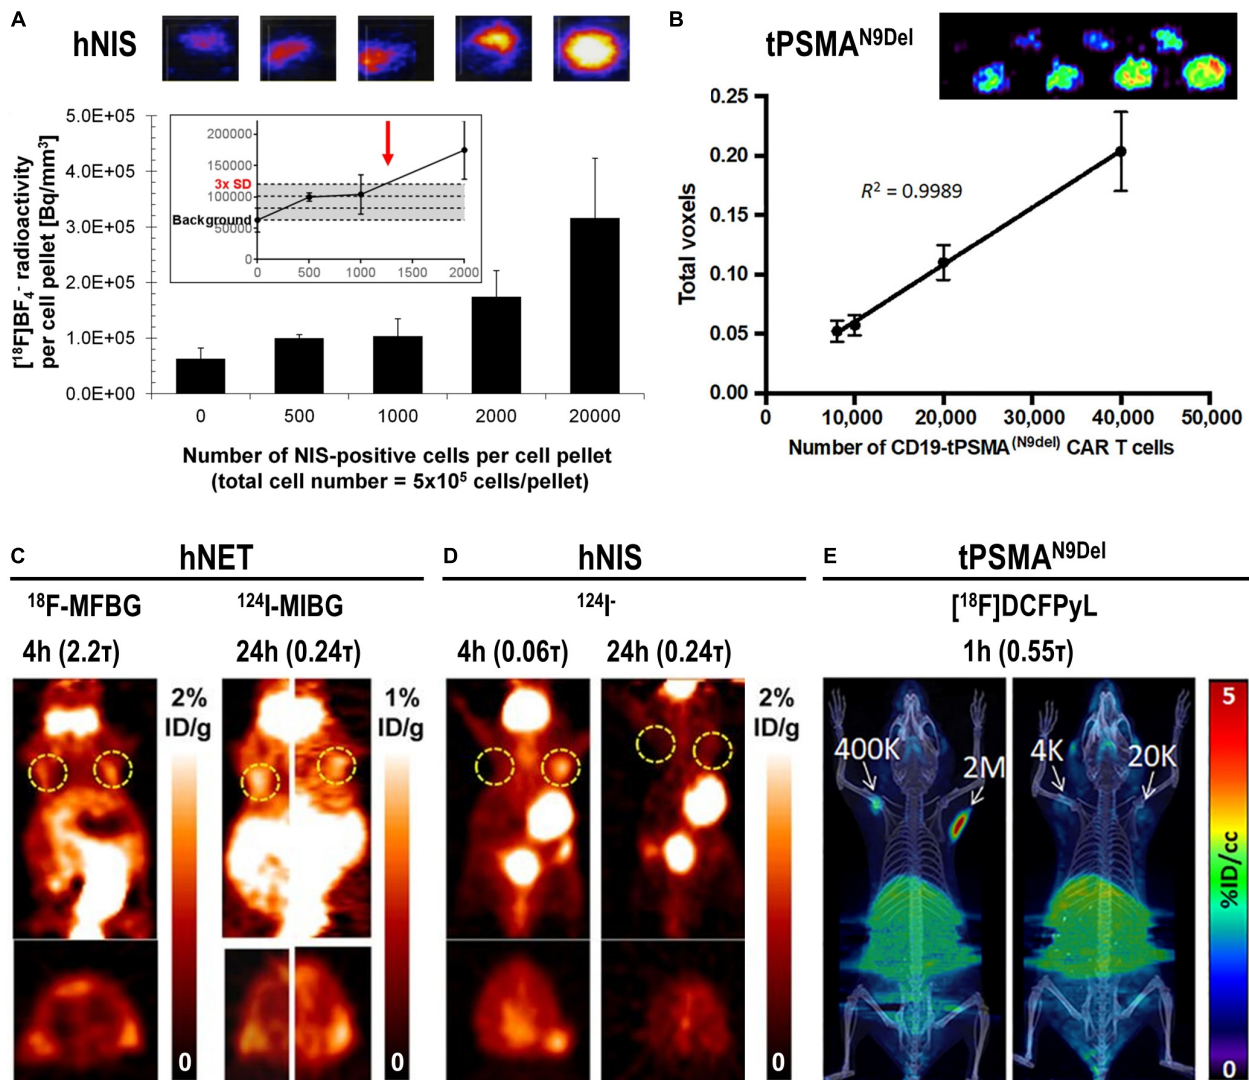 A
hNIS
5.0E+05
4.0E+05
3.0E+05
2.0E+05
1.0E+05
0.0E+00
[¹⁸F]BF₄⁻ radioactivity
per cell pellet [Bq/mm³]
200000
150000
3x SD
100000
Background
50000
0
0 500 1000 1500 2000
0 500 1000 2000 20000
Number of NIS-positive cells per cell pellet
(total cell number = 5x10⁵ cells/pellet)
B
tPSMAᴺ⁹ᴰᵉˡ
0.25
0.20
0.15
0.10
0.05
0.00
Total voxels
R² = 0.9989
0 10,000 20,000 30,000 40,000 50,000
Number of CD19-tPSMA⁽ᴺ⁹ᵈᵉˡ⁾ CAR T cells
C
hNET
¹⁸F-MFBG
¹²⁴I-MIBG
4h (2.2τ)
24h (0.24τ)
2%
ID/g
0
1%
ID/g
0
D
hNIS
¹²⁴I⁻
4h (0.06τ)
24h (0.24τ)
2%
ID/g
0
E
tPSMAᴺ⁹ᴰᵉˡ
[¹⁸F]DCFPyL
1h (0.55τ)
400K
2M
4K
20K
5
%ID/cc
0